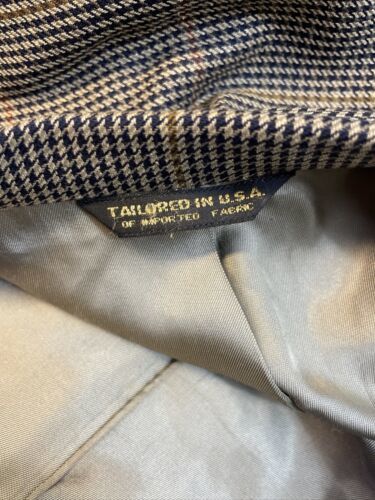 TAILORED IN U.S.A.
OF IMPORTED FABRIC